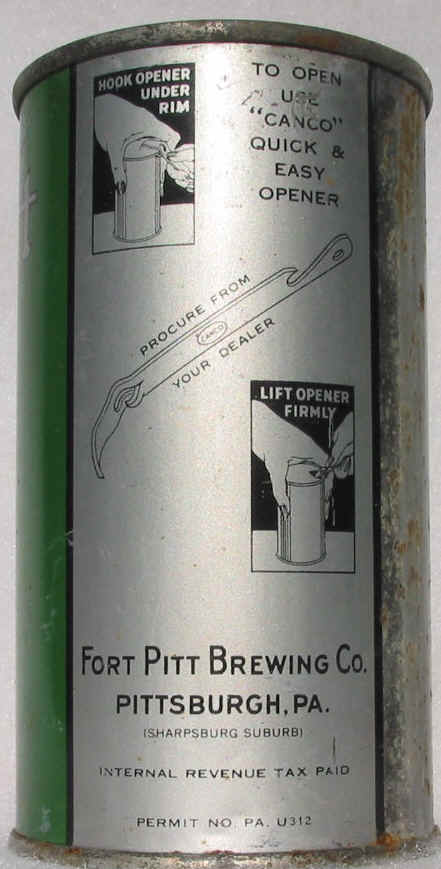 HOOK OPENER
UNDER
RIM
TO OPEN
USE
"CANCO"
QUICK &
EASY
OPENER
PROCURE FROM
CANCO
YOUR DEALER
LIFT OPENER
FIRMLY
FORT PITT BREWING CO.
PITTSBURGH, PA.
(SHARPSBURG SUBURB)
INTERNAL REVENUE TAX PAID
PERMIT NO. PA. U312